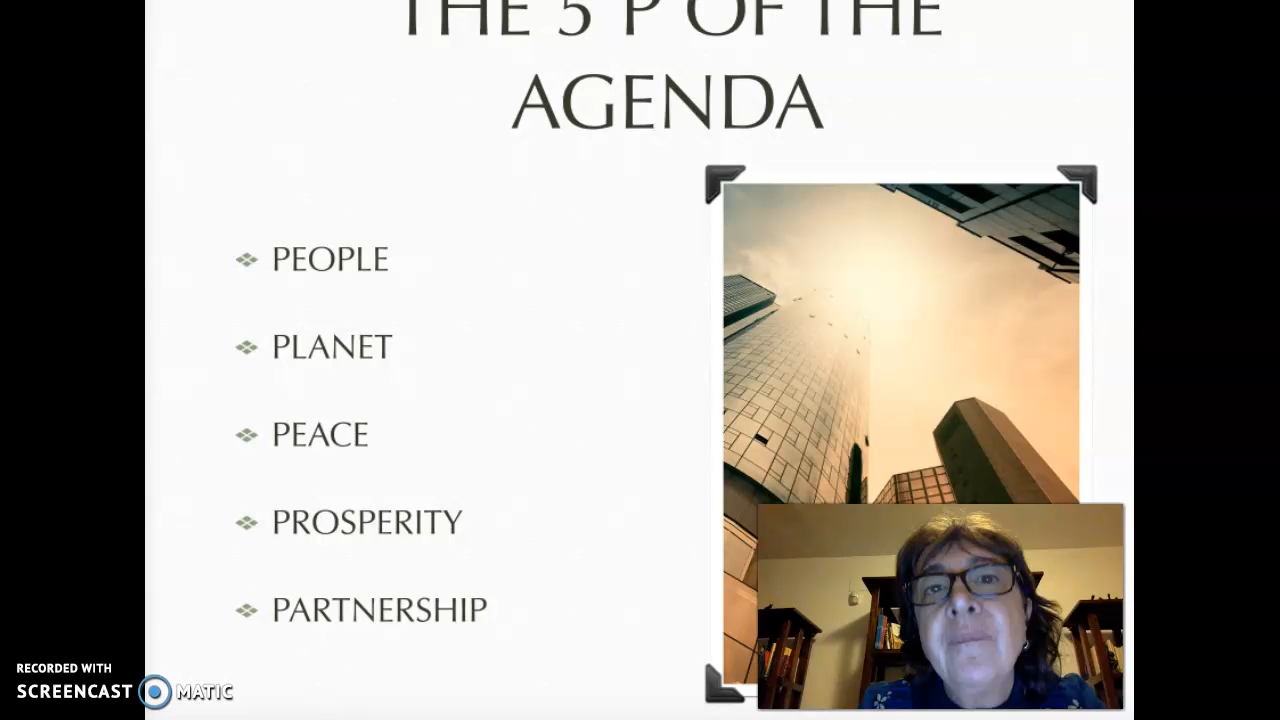 THE 5 P OF THE
AGENDA
PEOPLE
PLANET
PEACE
PROSPERITY
PARTNERSHIP
RECORDED WITH
SCREENCAST MATIC